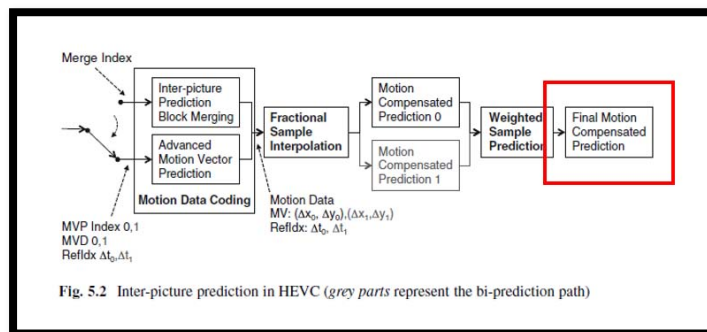 Merge Index
Inter-picture
Prediction
Block Merging
Advanced
Motion Vector
Prediction
Motion Data Coding
MVP Index 0,1
MVD 0,1
RefIdx Δt₀,Δt₁
Fractional
Sample
Interpolation
Motion Data
MV: (Δx₀, Δy₀),(Δx₁,Δy₁)
RefIdx: Δt₀, Δt₁
Motion
Compensated
Prediction 0
Motion
Compensated
Prediction 1
Weighted
Sample
Prediction
Final Motion
Compensated
Prediction
Fig. 5.2 Inter-picture prediction in HEVC (grey parts represent the bi-prediction path)